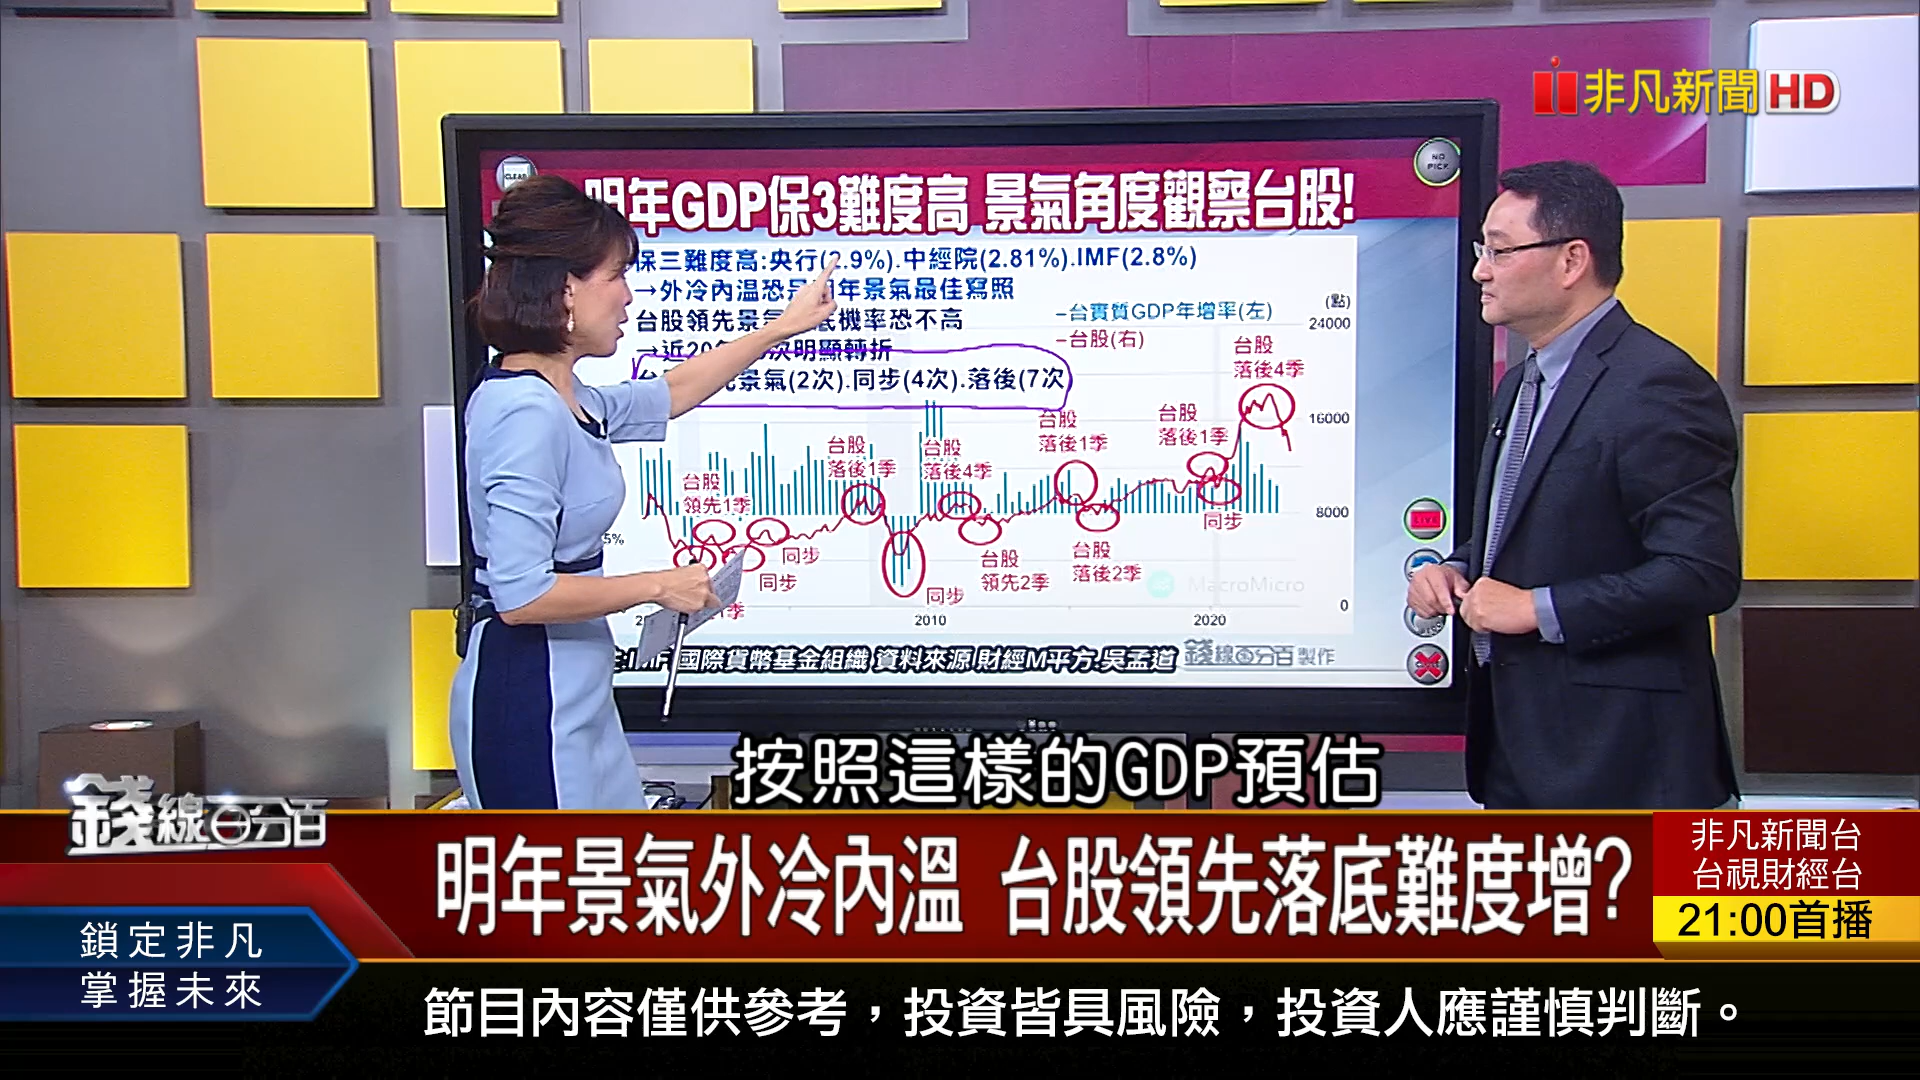 非凡新聞HD
CLEAR
NO PICK
明年GDP保3難度高 景氣角度觀察台股!
保三難度高:央行(2.9%).中經院(2.81%).IMF(2.8%)
→外冷內溫恐是明年景氣最佳寫照
台股領先景氣 底機率恐不高
→近20年 次明顯轉折
台 先景氣(2次).同步(4次).落後(7次
-台實質GDP年增率(左)
-台股(右)
(點)
24000
16000
8000
0
5%
台股
領先1季
同步
同步
1季
台股
落後1季
同步
台股
落後4季
台股
領先2季
台股
落後1季
台股
落後2季
台股
落後1季
同步
台股
落後4季
MacroMicro
2010
2020
:IMF 國際貨幣基金組織 資料來源 財經M平方.吳孟道
錢線百分百 製作
按照這樣的GDP預估
錢線百分百
明年景氣外冷內溫 台股領先落底難度增?
非凡新聞台
台視財經台
21:00首播
鎖定非凡
掌握未來
節目內容僅供參考，投資皆具風險，投資人應謹慎判斷。